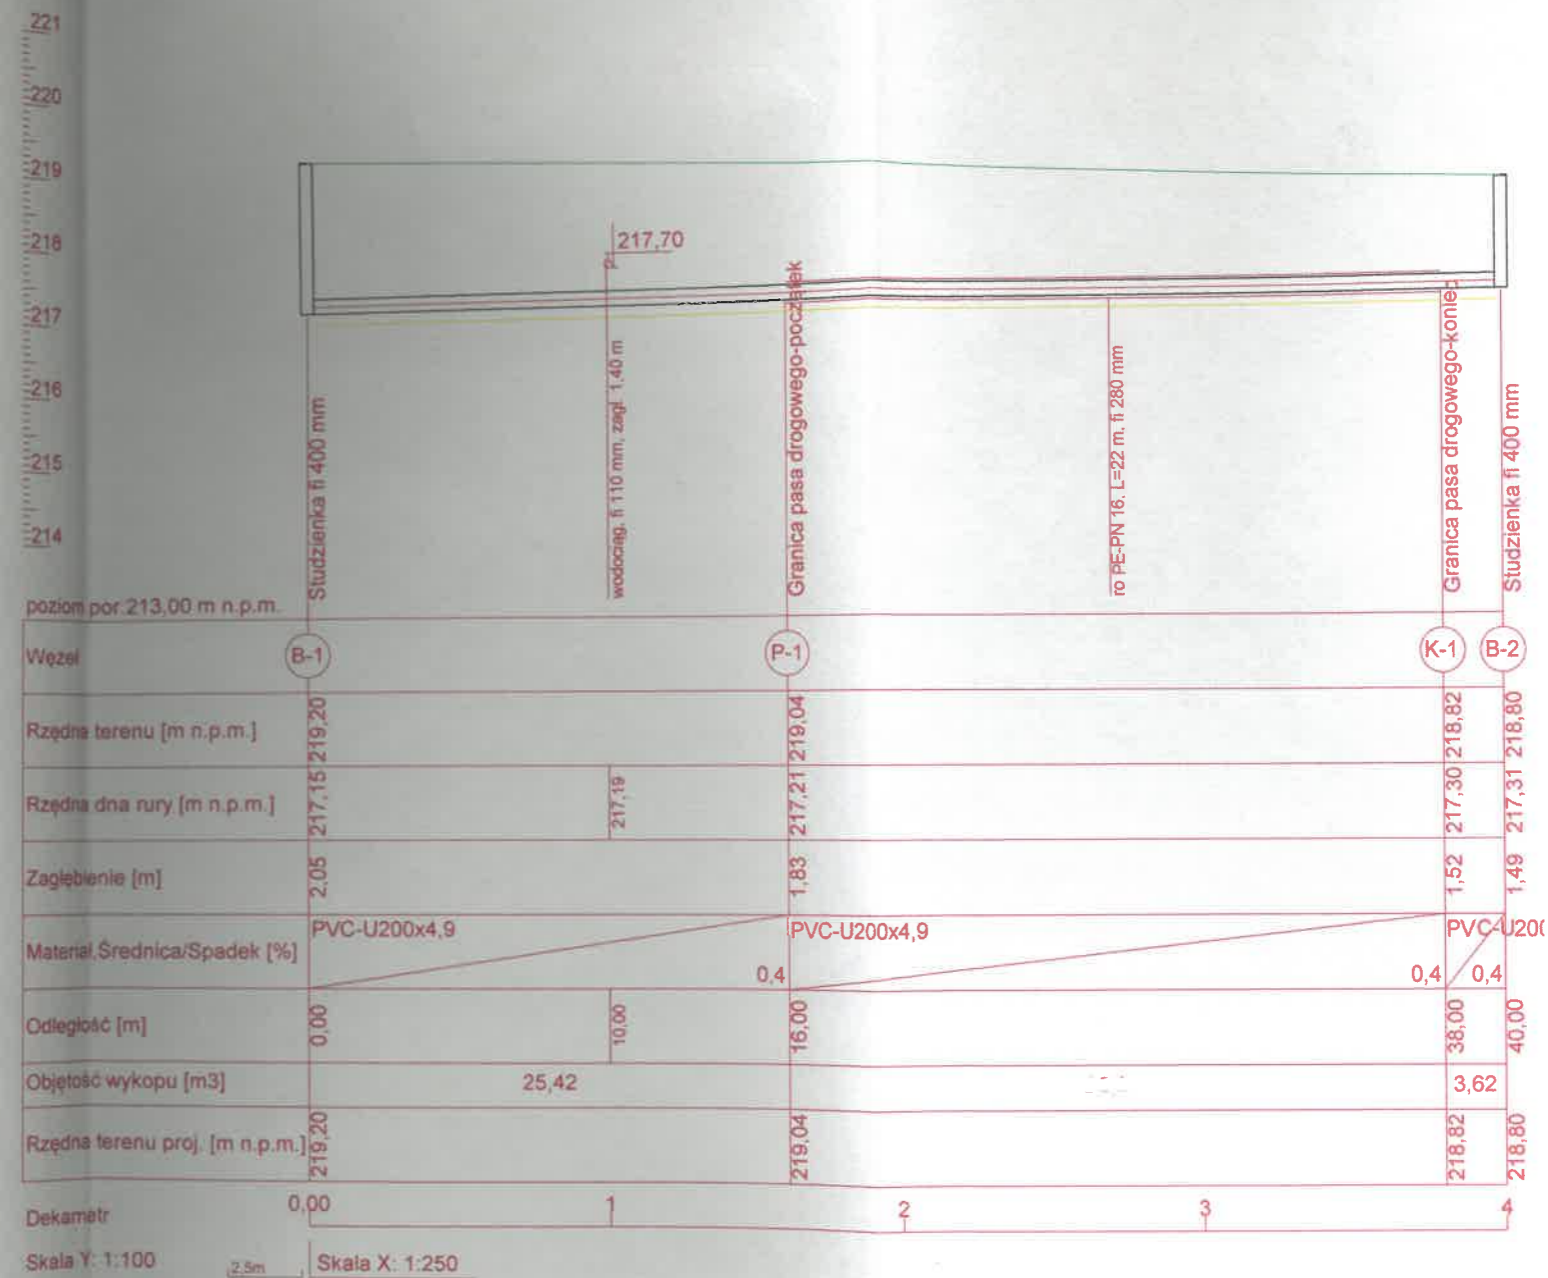 221
220
219
218
217
216
215
214
217,70
Studzienka fi 400 mm
wodociąg, fi 110 mm, zagł. 1,40 m
Granica pasa drogowego-początek
ro PE-PN 16, L=22 m, fi 280 mm
Granica pasa drogowego-koniec
Studzienka fi 400 mm
poziom por.213,00 m n.p.m.
Węzeł B-1 P-1 K-1 B-2
Rzędna terenu [m n.p.m.] 219,20 219,04 218,82 218,80
Rzędna dna rury [m n.p.m.] 217,15 217,19 217,21 217,30 217,31
Zagłębienie [m] 2,05 1,83 1,52 1,49
Materiał,Średnica/Spadek [%] PVC-U200x4,9 0,4 PVC-U200x4,9 0,4 PVC-U200 0,4
Odległość [m] 0,00 10,00 16,00 38,00 40,00
Objętość wykopu [m3] 25,42 3,62
Rzędna terenu proj. [m n.p.m.] 219,20 219,04 218,82 218,80
Dekametr 0,00 1 2 3 4
Skala Y: 1:100 2,5m Skala X: 1:250